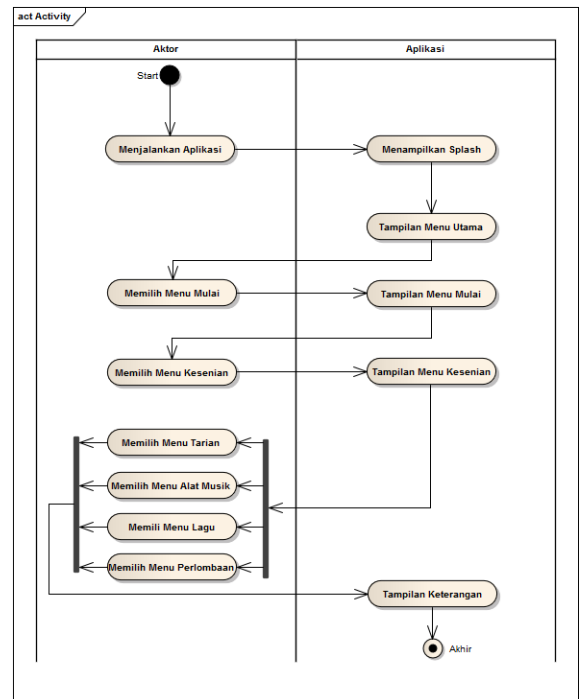 act Activity
Aktor
Aplikasi
Start
Menjalankan Aplikasi
Menampilkan Splash
Tampilan Menu Utama
Memilih Menu Mulai
Tampilan Menu Mulai
Memilih Menu Kesenian
Tampilan Menu Kesenian
Memilih Menu Tarian
Memilih Menu Alat Musik
Memili Menu Lagu
Memilih Menu Perlombaan
Tampilan Keterangan
Akhir